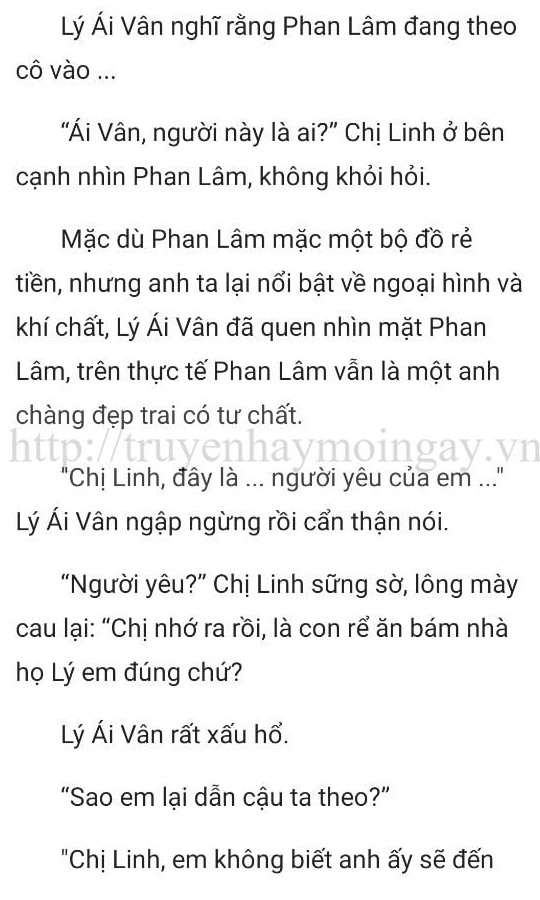 Lý Ái Vân nghĩ rằng Phan Lâm đang theo
cô vào ...
“Ái Vân, người này là ai?” Chị Linh ở bên
cạnh nhìn Phan Lâm, không khỏi hỏi.
Mặc dù Phan Lâm mặc một bộ đồ rẻ
tiền, nhưng anh ta lại nổi bật về ngoại hình và
khí chất, Lý Ái Vân đã quen nhìn mặt Phan
Lâm, trên thực tế Phan Lâm vẫn là một anh
chàng đẹp trai có tư chất.
http://truyenhaymoingay.vn
"Chị Linh, đây là ... người yêu của em ..."
Lý Ái Vân ngập ngừng rồi cẩn thận nói.
“Người yêu?” Chị Linh sững sờ, lông mày
cau lại: “Chị nhớ ra rồi, là con rể ăn bám nhà
họ Lý em đúng chứ?
Lý Ái Vân rất xấu hổ.
“Sao em lại dẫn cậu ta theo?”
"Chị Linh, em không biết anh ấy sẽ đến